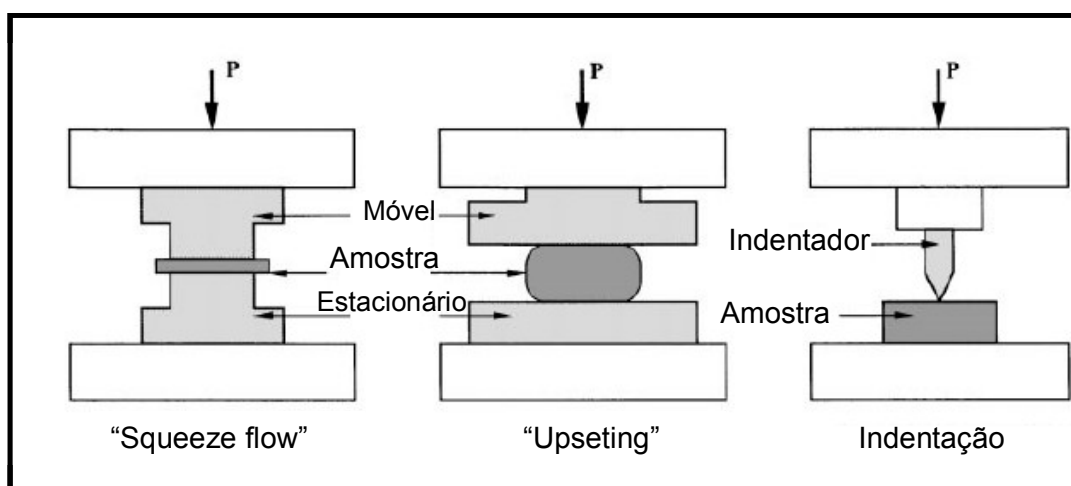 P
P
P
Móvel
Amostra
Estacionário
Indentador
Amostra
“Squeeze flow”
“Upseting”
Indentação